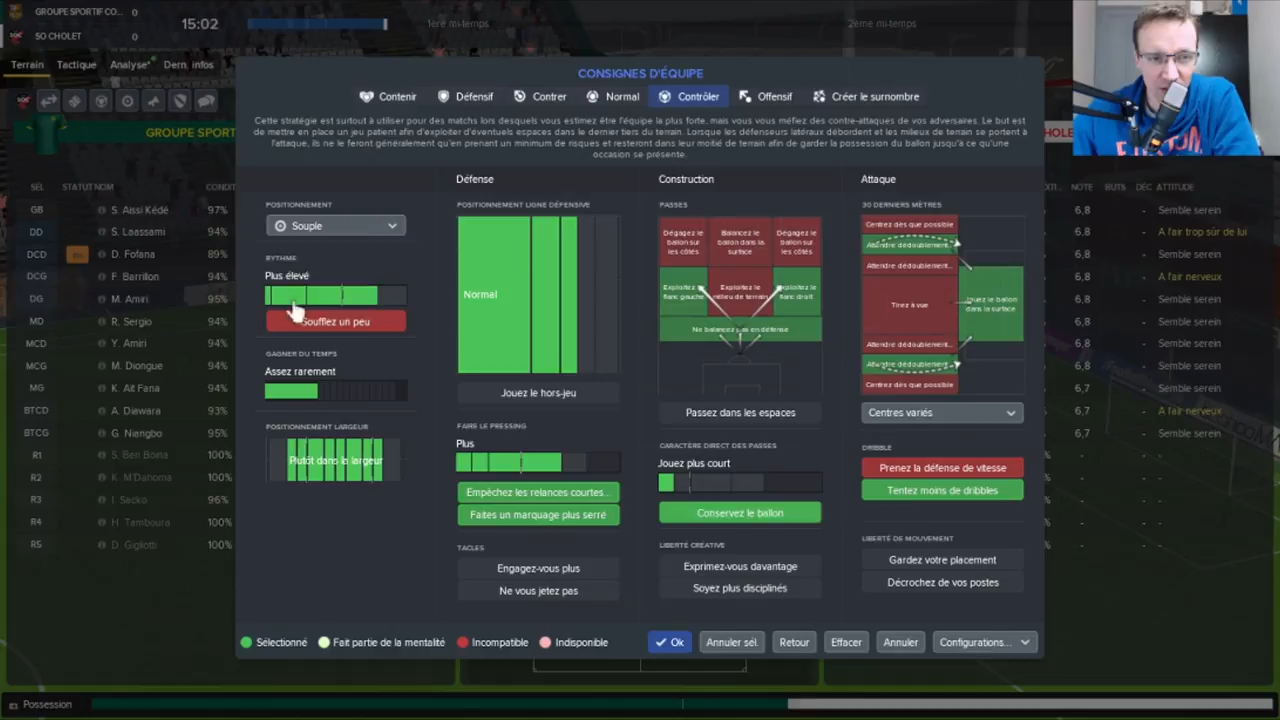 GROUPE SPORTIF CO... 0
SO CHOLET 0
15:02
1ère mi-temps
2ème mi-temps
Terrain Tactique Analyse Dern. infos
GROUPE SPORT
HOLET
CONSIGNES D'ÉQUIPE
Contenir Défensif Contrer Normal Contrôler Offensif Créer le surnombre
Cette stratégie est surtout à utiliser pour des matchs lors desquels vous estimez être l'équipe la plus forte, mais vous vous méfiez des contre-attaques de vos adversaires. Le but est
de mettre en place un jeu patient afin d'exploiter d'éventuels espaces dans le dernier tiers du terrain. Lorsque les défenseurs latéraux débordent et les milieux de terrain se portent à
l'attaque, ils ne le feront généralement qu'en prenant un minimum de risques et resteront dans leur moitié de terrain afin de garder la possession du ballon jusqu'à ce qu'une
occasion se présente.
POSITIONNEMENT
Souple
RYTHME
Plus élevé
Soufflez un peu
GAGNER DU TEMPS
Assez rarement
POSITIONNEMENT LARGEUR
Plutôt dans la largeur
Défense
POSITIONNEMENT LIGNE DÉFENSIVE
Normal
Jouez le hors-jeu
FAIRE LE PRESSING
Plus
Empêchez les relances courtes...
Faites un marquage plus serré
TACLES
Engagez-vous plus
Ne vous jetez pas
Construction
PASSES
Dégagez le ballon sur les côtés
Balancez le ballon dans la surface
Dégagez le ballon sur les côtés
Exploitez le flanc gauche
Exploitez le milieu de terrain
Exploitez le flanc droit
Ne balancez pas en défense
Passez dans les espaces
CARACTÈRE DIRECT DES PASSES
Jouez plus court
Conservez le ballon
LIBERTÉ CRÉATIVE
Exprimez-vous davantage
Soyez plus disciplinés
Attaque
30 DERNIERS MÈTRES
Centrez dès que possible
Attendre dédoublement...
Attendre dédoublement...
Tirez à vue
Jouez le ballon dans la surface
Attendre dédoublement...
Attendre dédoublement...
Centrez dès que possible
Centres variés
DRIBBLE
Prenez la défense de vitesse
Tentez moins de dribbles
LIBERTÉ DE MOUVEMENT
Gardez votre placement
Décrochez de vos postes
Sélectionné Fait partie de la mentalité Incompatible Indisponible
Ok Annuler sél. Retour Effacer Annuler Configurations...
SÉL STATUT NOM CONDIT
GB S. Aissi Kédé 97%
DD S. Laassami 94%
DCD D. Fofana 89%
DCG F. Barrillon 94%
DG M. Amiri 95%
MD R. Sergio 94%
MCD Y. Amiri 94%
MCG M. Diongue 94%
MG K. Aït Fana 94%
BTCD A. Diawara 93%
BTCG G. Niangbo 95%
R1 S. Ben Bona 100%
R2 K. M'Dahoma 100%
R3 I. Sacko 96%
R4 H. Tamboura 100%
R5 D. Gigliotti 100%
NOTE BUTS DÉC ATTITUDE
6,8 - Semble serein
6,8 - A l'air trop sûr de lui
6,8 - Semble serein
6,8 - A l'air nerveux
6,8 - Semble serein
6,8 - Semble serein
6,8 - Semble serein
6,8 - Semble serein
6,7 - Semble serein
6,7 - A l'air nerveux
6,7 - Semble serein
Possession